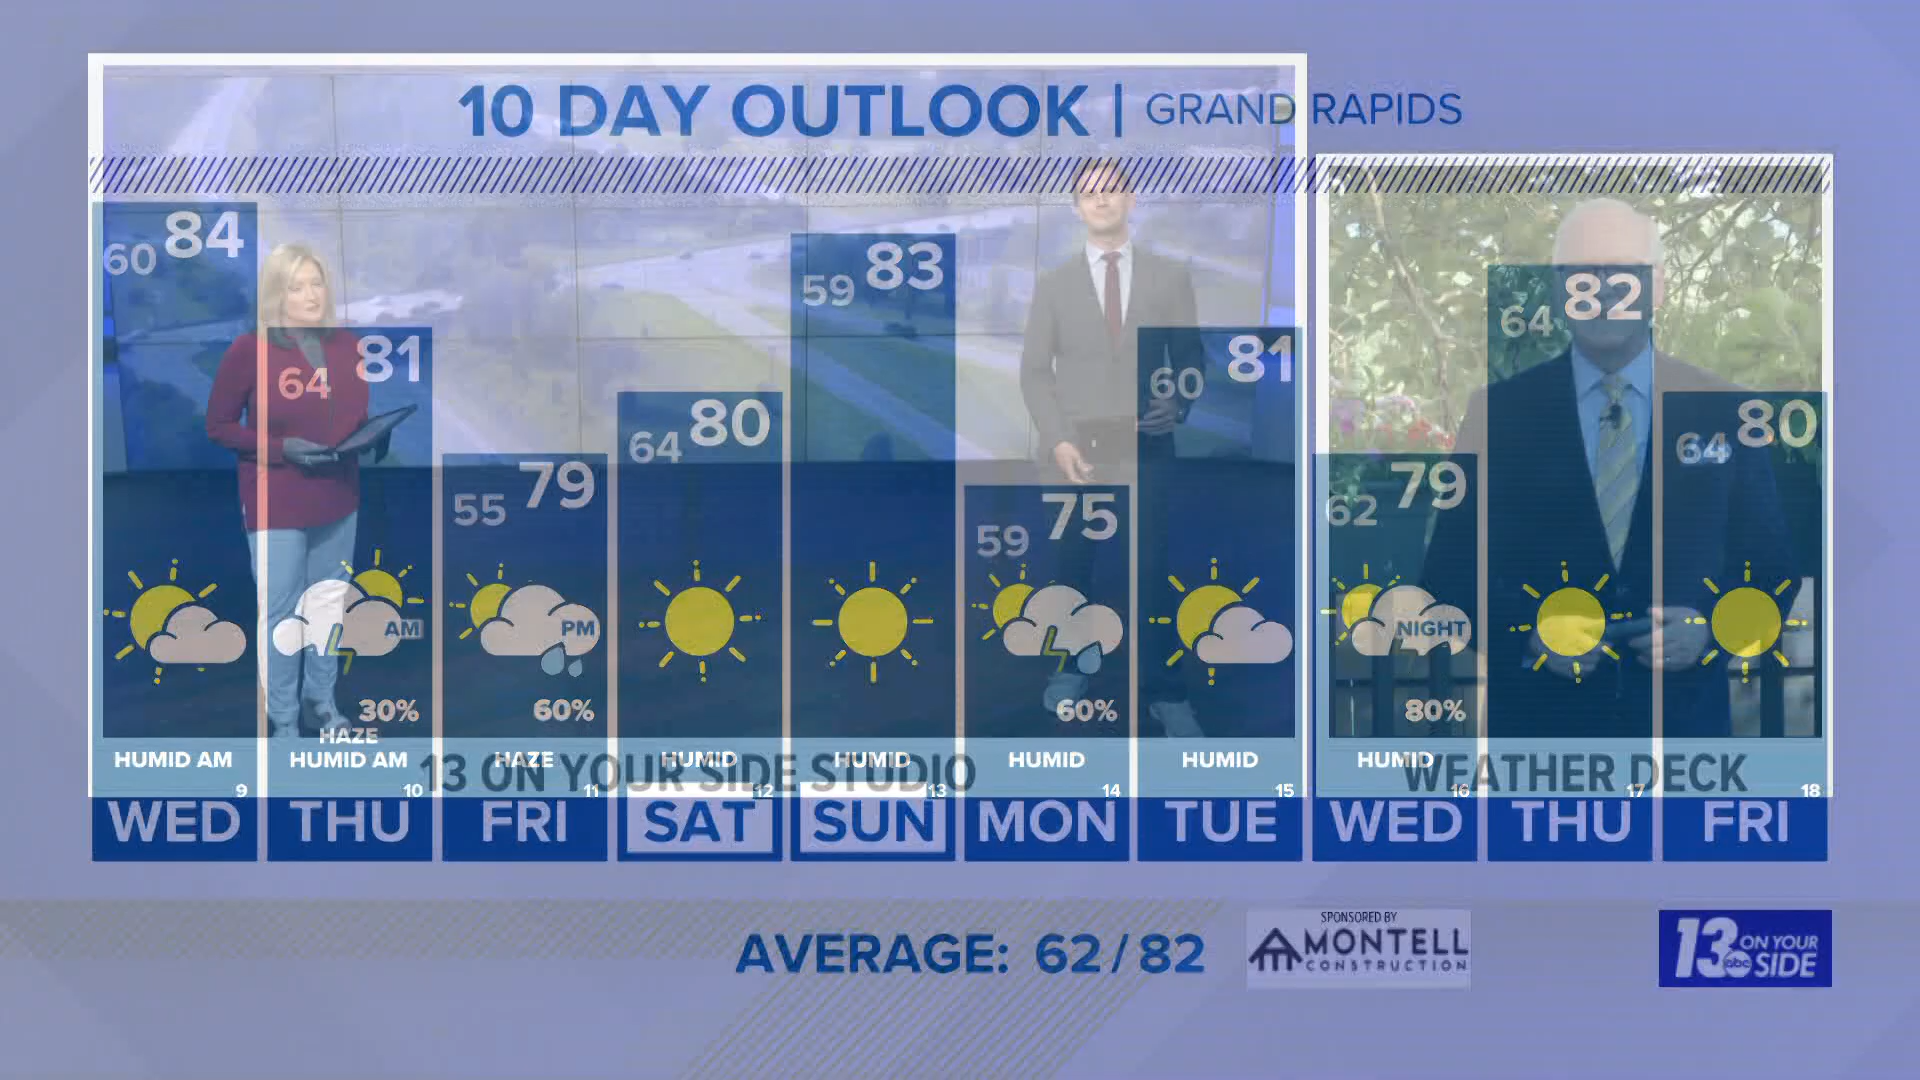 10 DAY OUTLOOK | GRAND RAPIDS
60 84
64 81
55 79
64 80
59 83
59 75
60 81
62 79
64 82
64 80
AM
PM
NIGHT
30%
60%
60%
80%
HUMID AM
HAZE
HUMID AM
HAZE
HUMID
HUMID
HUMID
HUMID
HUMID
13 ON YOUR SIDE STUDIO
WEATHER DECK
9 10 11 12 13 14 15 16 17 18
WED THU FRI SAT SUN MON TUE WED THU FRI
AVERAGE: 62/82
SPONSORED BY
MONTELL
CONSTRUCTION
13 ON YOUR
abc SIDE